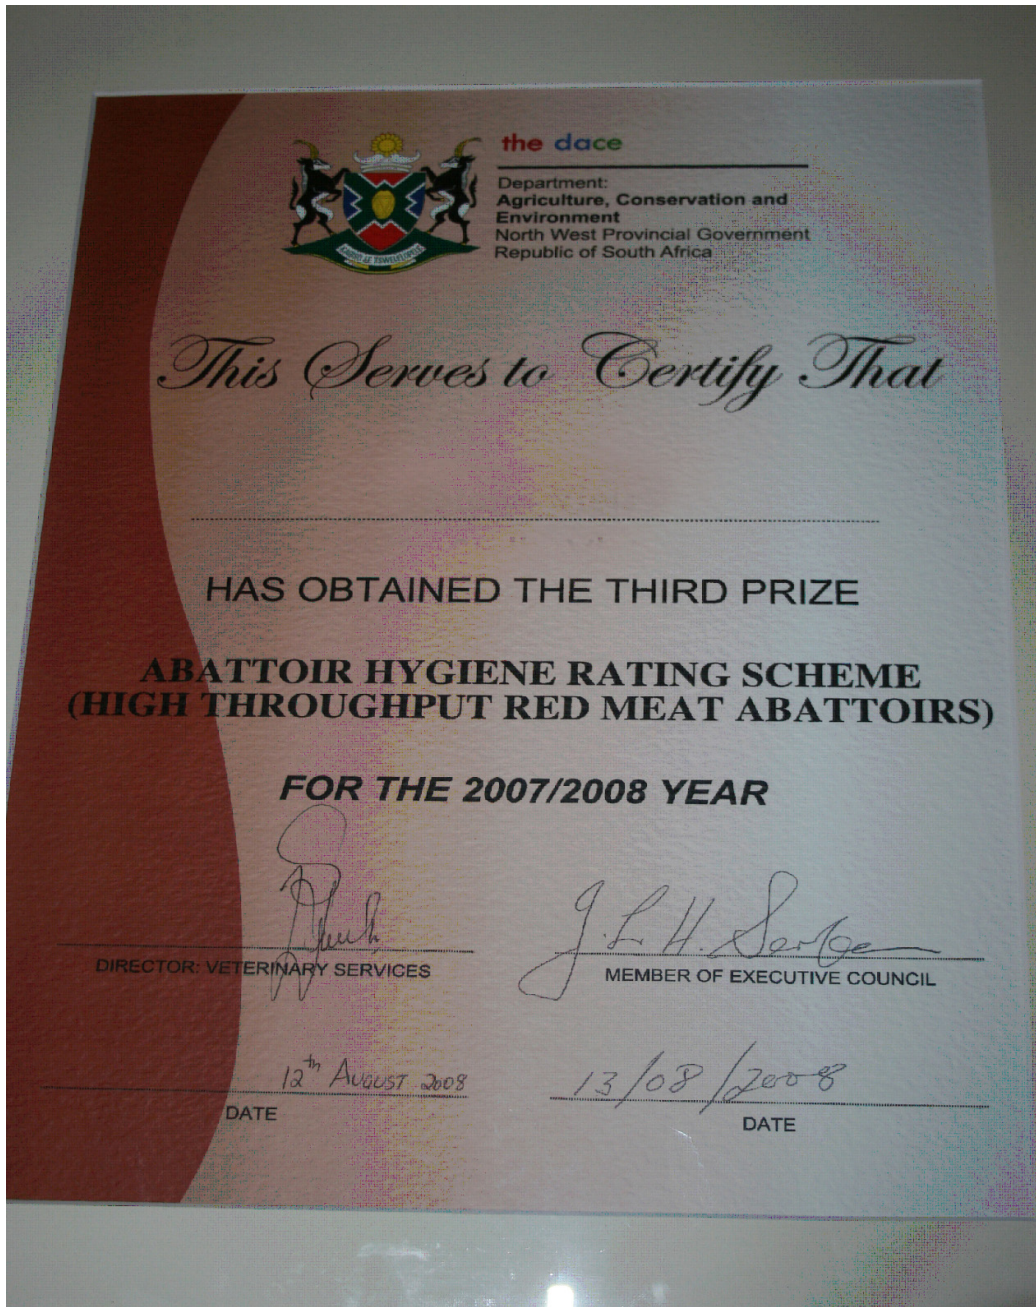 the dace
Department:
Agriculture, Conservation and
Environment
North West Provincial Government
Republic of South Africa
This Serves to Certify That
HAS OBTAINED THE THIRD PRIZE
ABATTOIR HYGIENE RATING SCHEME
(HIGH THROUGHPUT RED MEAT ABATTOIRS)
FOR THE 2007/2008 YEAR
J. L. H.
DIRECTOR: VETERINARY SERVICES
MEMBER OF EXECUTIVE COUNCIL
12th AUGUST 2008
13/08/2008
DATE
DATE